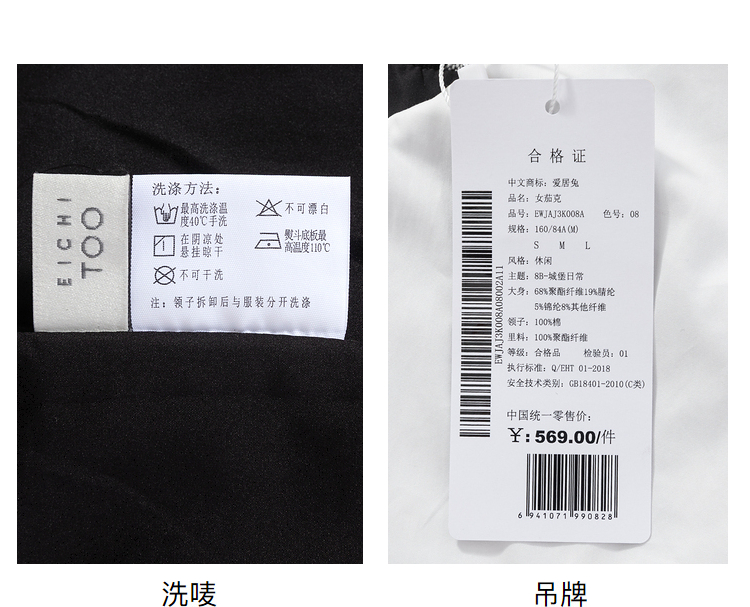 EICHI
TOO
洗涤方法:
最高洗涤温
度40℃手洗
不可漂白
在阴凉处
悬挂晾干
熨斗底板最
高温度110℃
不可干洗
注: 领子拆卸后与服装分开洗涤
合格证
中文商标: 爱居兔
品名: 女茄克
品号: EWJAJ3K008A 色号: 08
规格: 160/84A(M)
S M L
风格: 休闲
主题: 8B-城堡日常
大身: 68%聚酯纤维19%腈纶
5%锦纶8%其他纤维
领子: 100%棉
里料: 100%聚酯纤维
等级: 合格品 检验员: 01
执行标准: Q/EHT 01-2018
安全技术类别: GB18401-2010(C类)
EWJAJ3K008A08002A11
中国统一零售价:
¥: 569.00/件
6 941071 990828
洗唛
吊牌